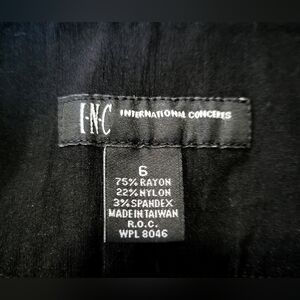 I·N·C INTERNATIONAL CONCEPTS
6
75% RAYON
22% NYLON
3% SPANDEX
MADE IN TAIWAN
R.O.C.
WPL 8046